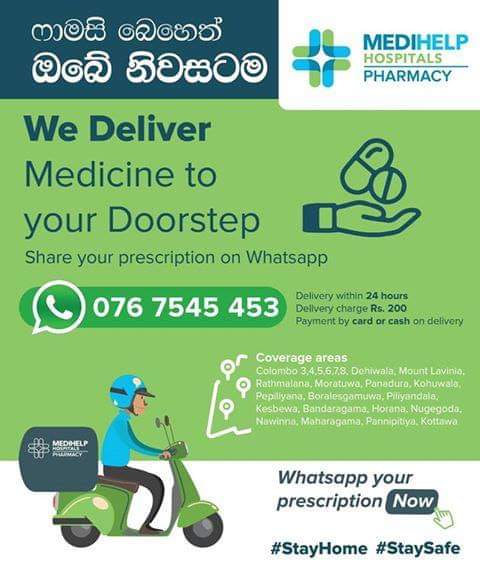 ෆාමසි බෙහෙත්
ඔබේ නිවසටම
MEDIHELP
HOSPITALS
PHARMACY
We Deliver
Medicine to
your Doorstep
Share your prescription on Whatsapp
076 7545 453
Delivery within 24 hours
Delivery charge Rs. 200
Payment by card or cash on delivery
Coverage areas
Colombo 3,4,5,6,7,8, Dehiwala, Mount Lavinia,
Rathmalana, Moratuwa, Panadura, Kohuwala,
Pepiliyana, Boralesgamuwa, Piliyandala,
Kesbewa, Bandaragama, Horana, Nugegoda,
Nawinna, Maharagama, Pannipitiya, Kottawa
MEDIHELP
HOSPITALS
PHARMACY
Whatsapp your
prescription Now
#StayHome #StaySafe